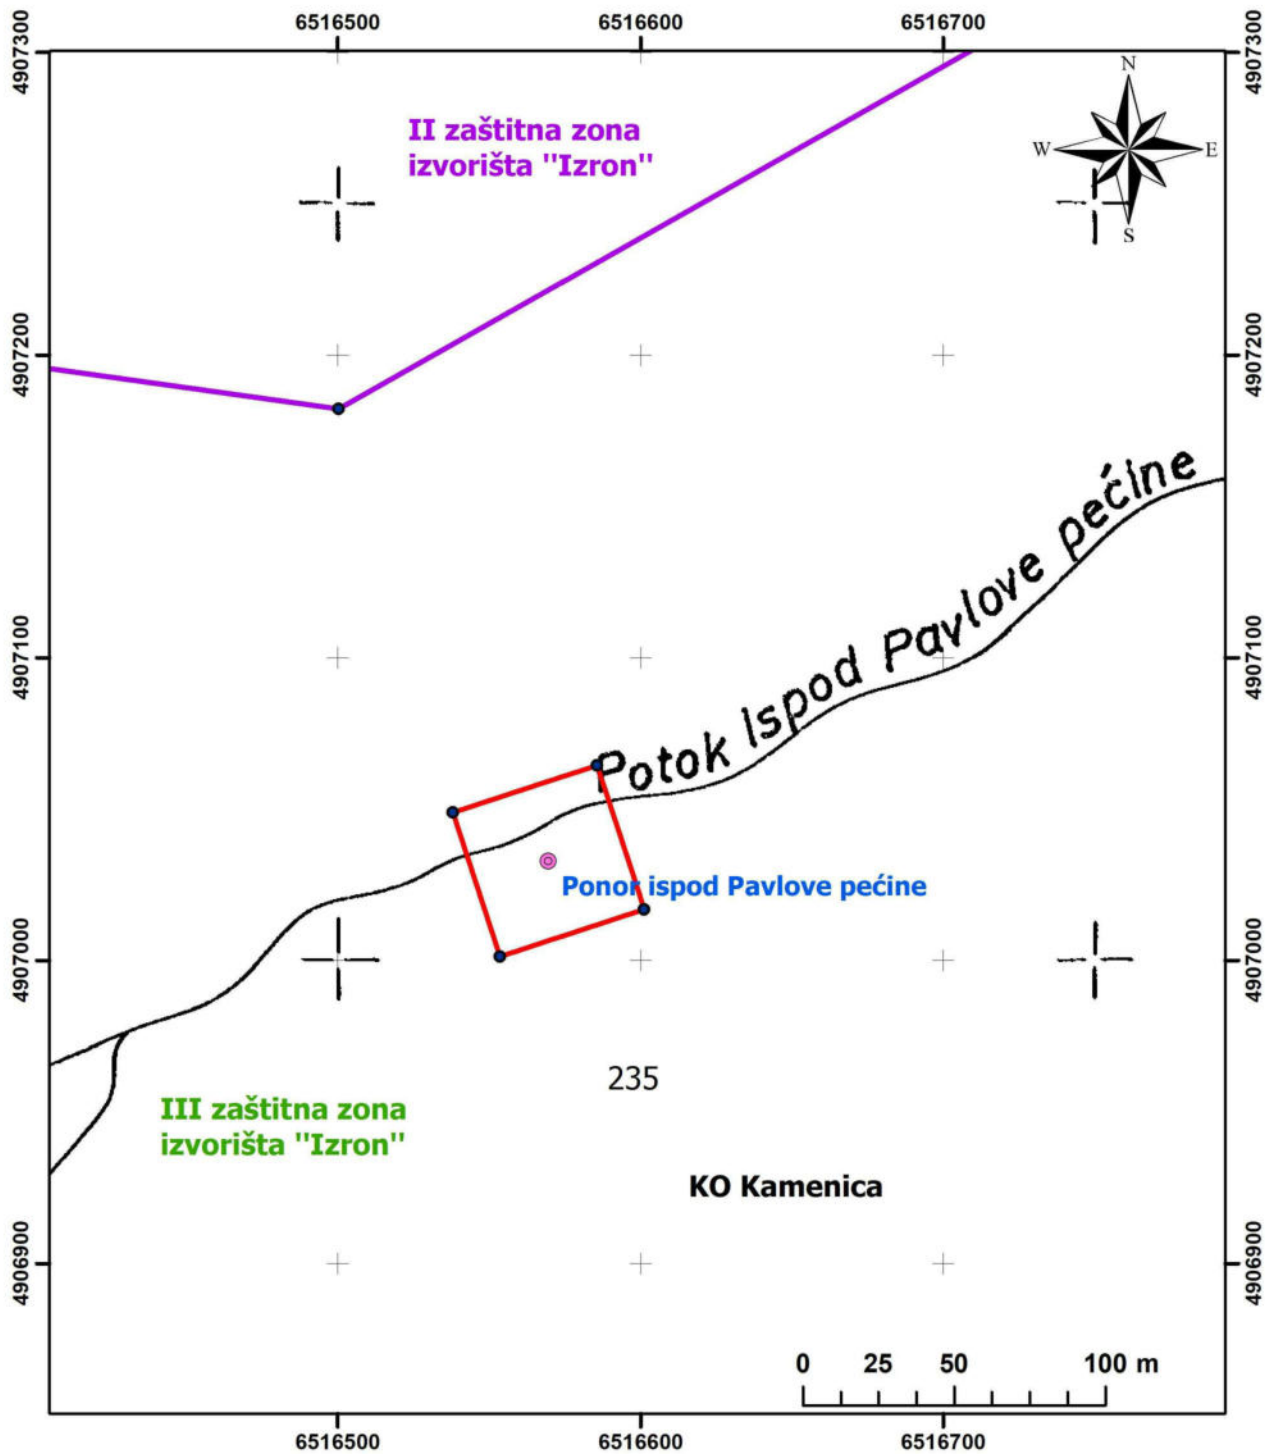 6516500
6516600
6516700
4907300
4907300
N
W
E
S
II zaštitna zona
izvorišta "Izron"
4907200
4907200
Potok Ispod Pavlove pećine
4907100
4907100
Ponor ispod Pavlove pećine
4907000
4907000
235
III zaštitna zona
izvorišta "Izron"
KO Kamenica
4906900
4906900
0 25 50 100 m
6516500
6516600
6516700